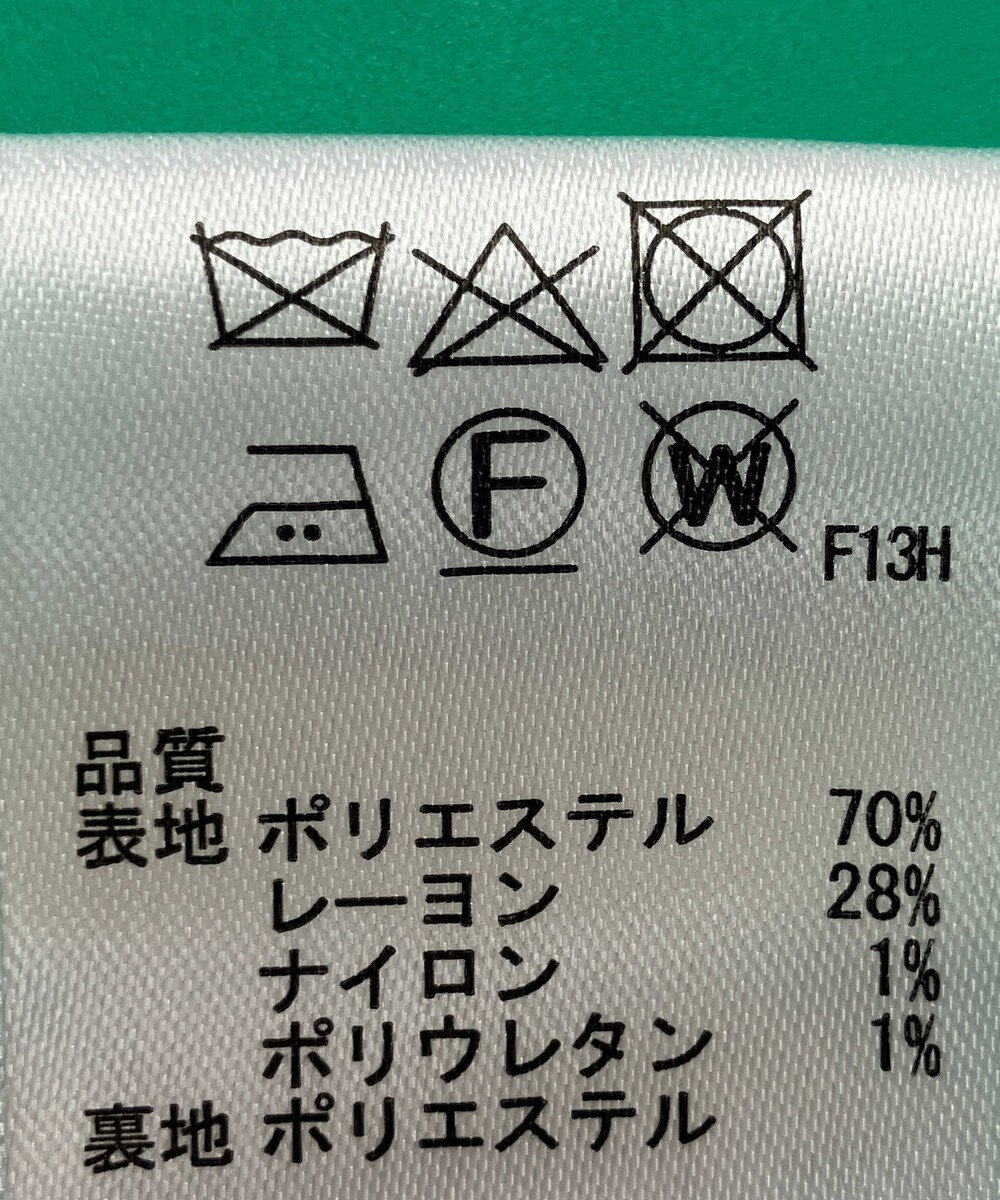 F W F13H
品質
表地 ポリエステル 70%
レーヨン 28%
ナイロン 1%
ポリウレタン 1%
裏地 ポリエステル